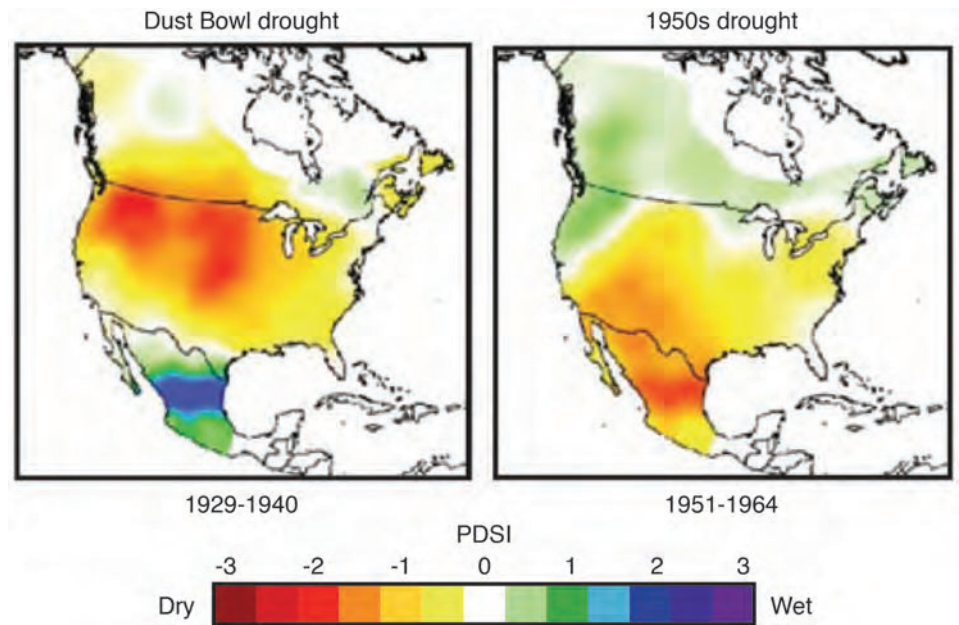 Dust Bowl drought
1950s drought
1929-1940
1951-1964
PDSI
-3 -2 -1 0 1 2 3
Dry
Wet